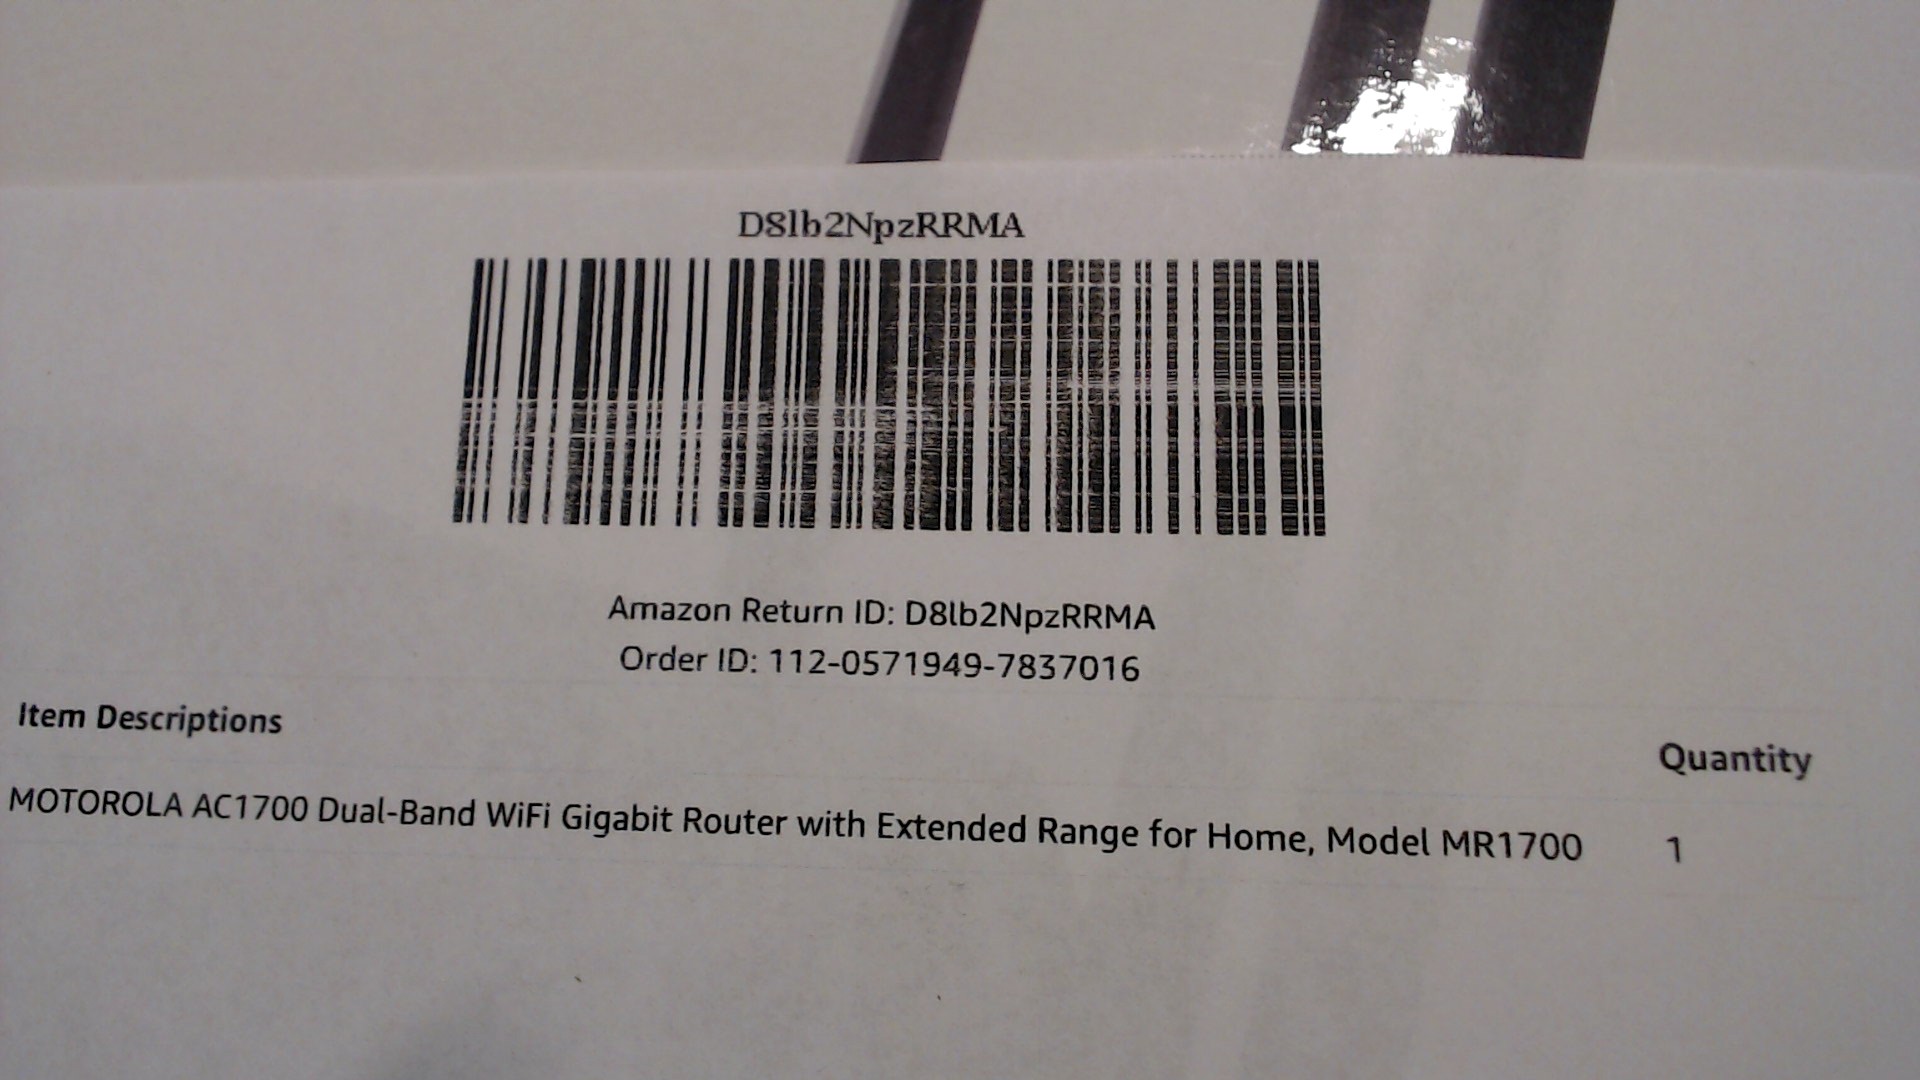 D8lb2NpzRRMA
Amazon Return ID: D8lb2NpzRRMA
Order ID: 112-0571949-7837016
Item Descriptions
Quantity
MOTOROLA AC1700 Dual-Band WiFi Gigabit Router with Extended Range for Home, Model MR1700 1